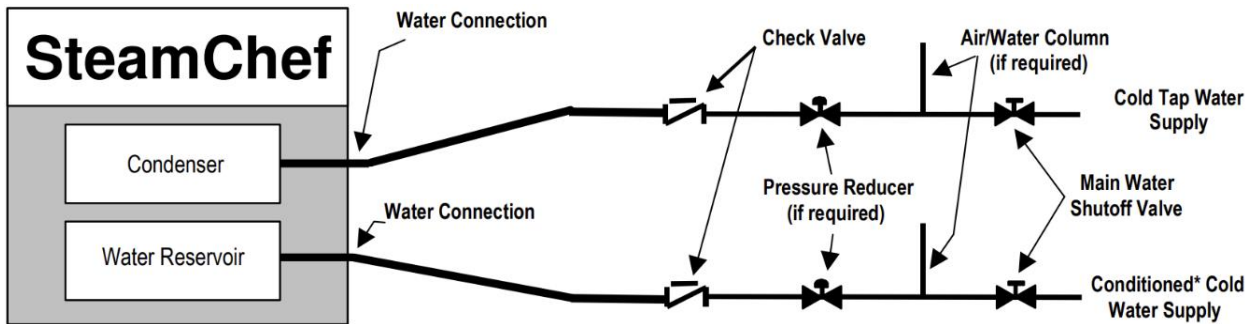 SteamChef
Condenser
Water Reservoir
Water Connection
Water Connection
Check Valve
Pressure Reducer
(if required)
Air/Water Column
(if required)
Main Water
Shutoff Valve
Cold Tap Water
Supply
Conditioned* Cold
Water Supply